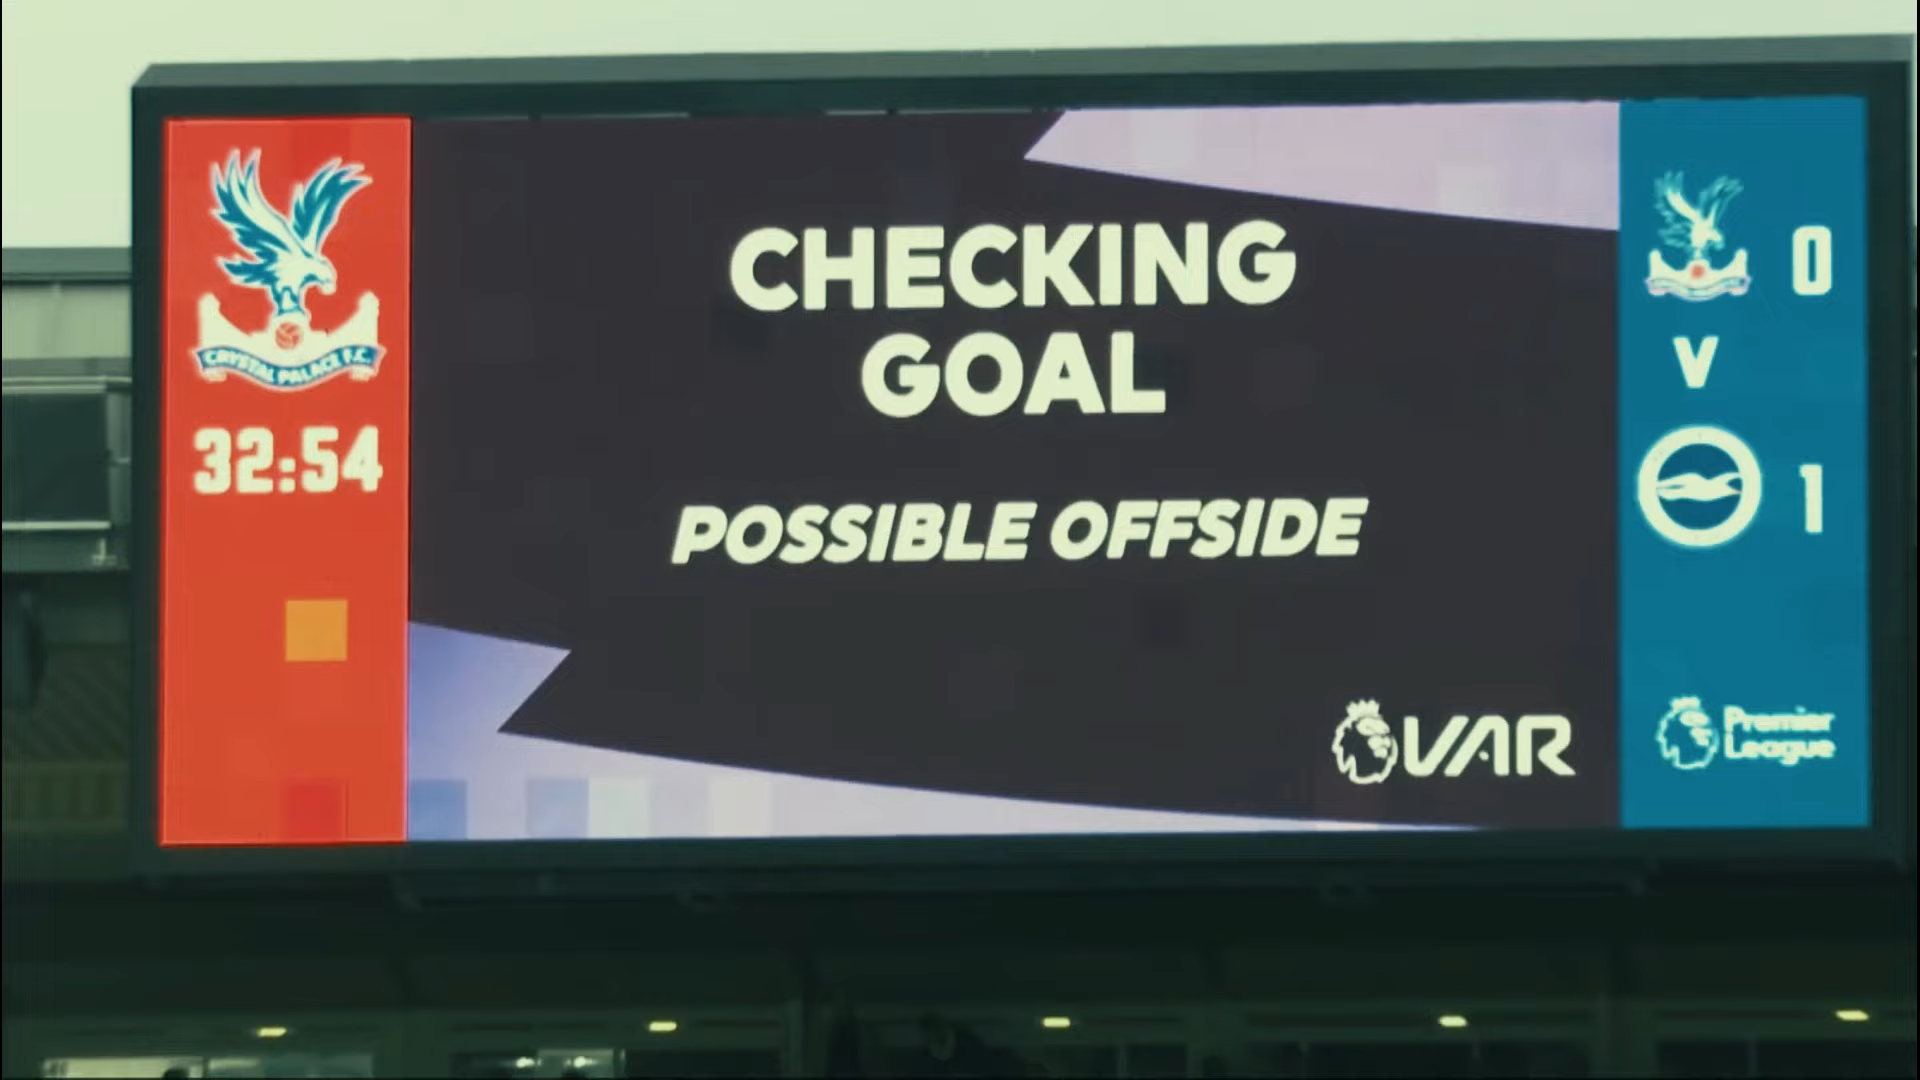 CRYSTAL PALACE F.C.
32:54
CHECKING
GOAL
POSSIBLE OFFSIDE
VAR
0
V
1
Premier
League